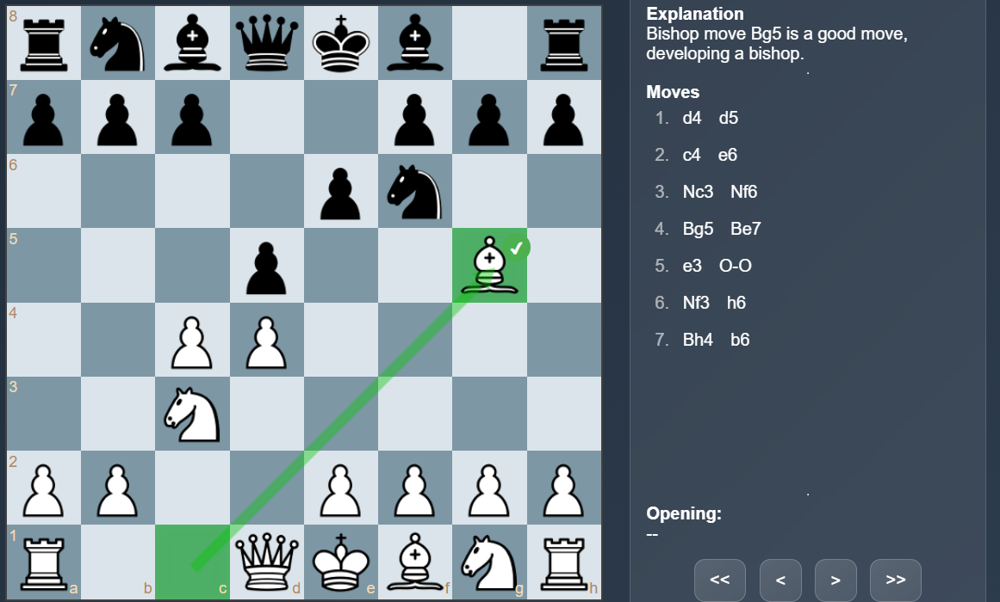 8
7
6
5
4
3
2
1
a b c d e f g h
Explanation
Bishop move Bg5 is a good move,
developing a bishop.
.
Moves
1. d4 d5
2. c4 e6
3. Nc3 Nf6
4. Bg5 Be7
5. e3 O-O
6. Nf3 h6
7. Bh4 b6
.
Opening:
--
<< < > >>